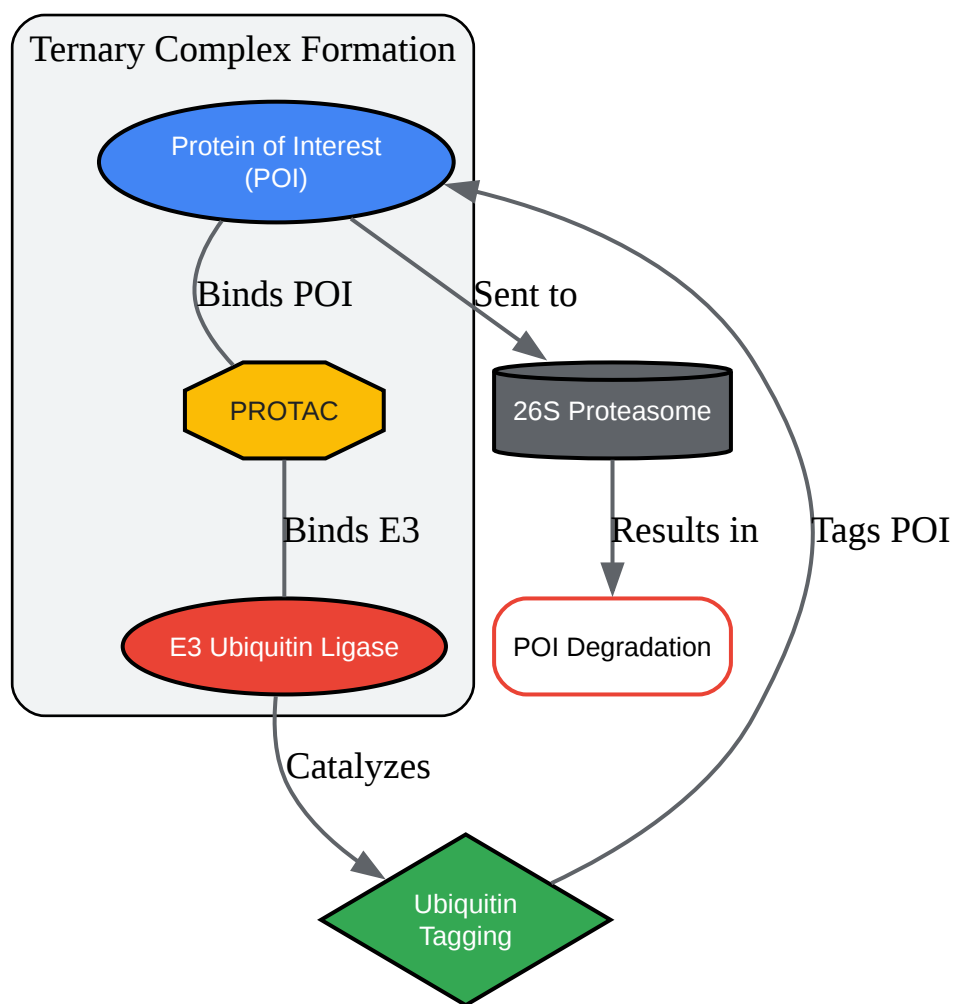 Ternary Complex Formation
Protein of Interest
(POI)
Binds POI
Sent to
PROTAC
26S Proteasome
Binds E3
Results in
Tags POI
E3 Ubiquitin Ligase
POI Degradation
Catalyzes
Ubiquitin
Tagging